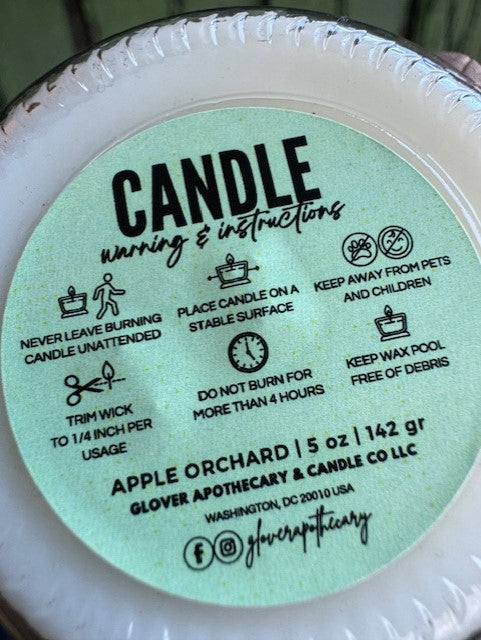 CANDLE
warning & instructions
NEVER LEAVE BURNING
CANDLE UNATTENDED
PLACE CANDLE ON A
STABLE SURFACE
KEEP AWAY FROM PETS
AND CHILDREN
TRIM WICK
TO 1/4 INCH PER
USAGE
DO NOT BURN FOR
MORE THAN 4 HOURS
KEEP WAX POOL
FREE OF DEBRIS
APPLE ORCHARD | 5 oz | 142 gr
GLOVER APOTHECARY & CANDLE CO LLC
WASHINGTON, DC 20010 USA
f gloverapothecary